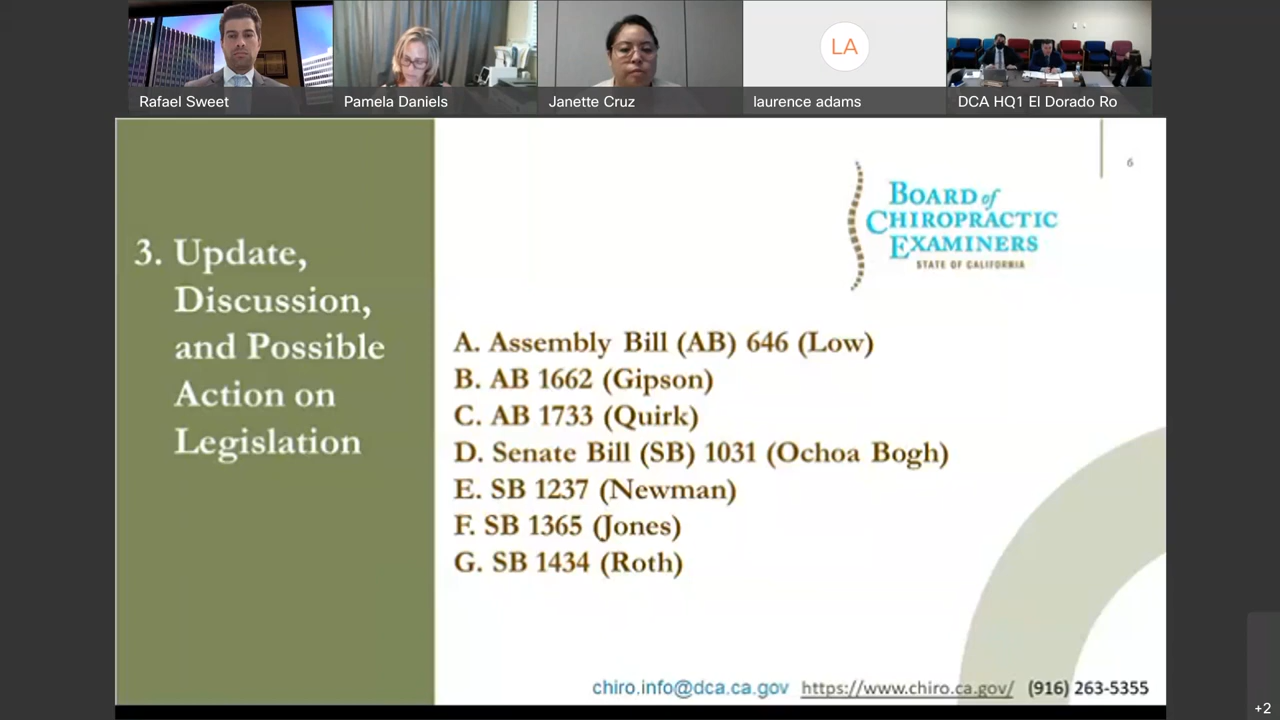 Rafael Sweet
Pamela Daniels
Janette Cruz
LA
laurence adams
DCA HQ1 El Dorado Ro
6
BOARD of
CHIROPRACTIC
EXAMINERS
STATE OF CALIFORNIA
3. Update,
Discussion,
and Possible
Action on
Legislation
A. Assembly Bill (AB) 646 (Low)
B. AB 1662 (Gipson)
C. AB 1733 (Quirk)
D. Senate Bill (SB) 1031 (Ochoa Bogh)
E. SB 1237 (Newman)
F. SB 1365 (Jones)
G. SB 1434 (Roth)
chiro.info@dca.ca.gov https://www.chiro.ca.gov/ (916) 263-5355
+2